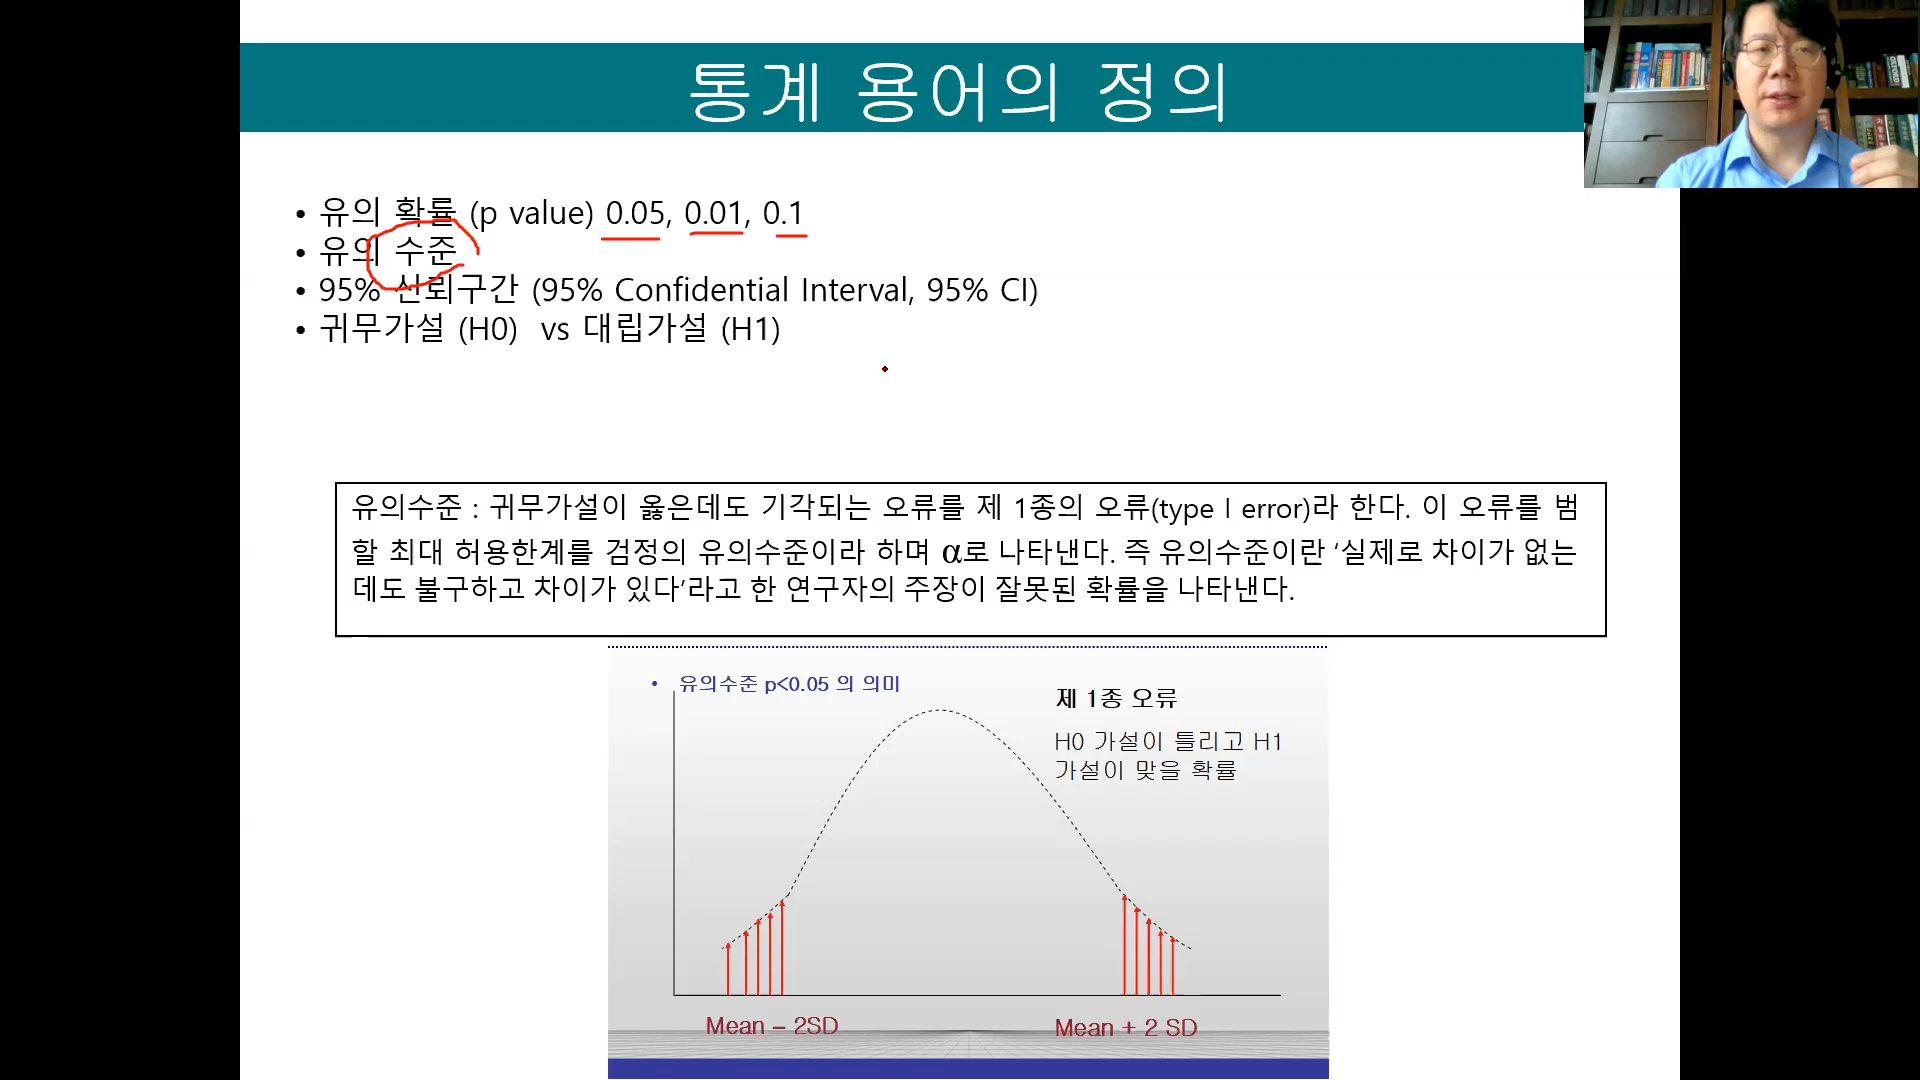 통계 용어의 정의
• 유의 확률 (p value) 0.05, 0.01, 0.1
• 유의 수준
• 95% 신뢰구간 (95% Confidential Interval, 95% CI)
• 귀무가설 (H0) vs 대립가설 (H1)
유의수준 : 귀무가설이 옳은데도 기각되는 오류를 제 1종의 오류(type I error)라 한다. 이 오류를 범
할 최대 허용한계를 검정의 유의수준이라 하며 α로 나타낸다. 즉 유의수준이란 ‘실제로 차이가 없는
데도 불구하고 차이가 있다’라고 한 연구자의 주장이 잘못된 확률을 나타낸다.
• 유의수준 p<0.05 의 의미
제 1종 오류
H0 가설이 틀리고 H1
가설이 맞을 확률
Mean – 2SD
Mean + 2 SD